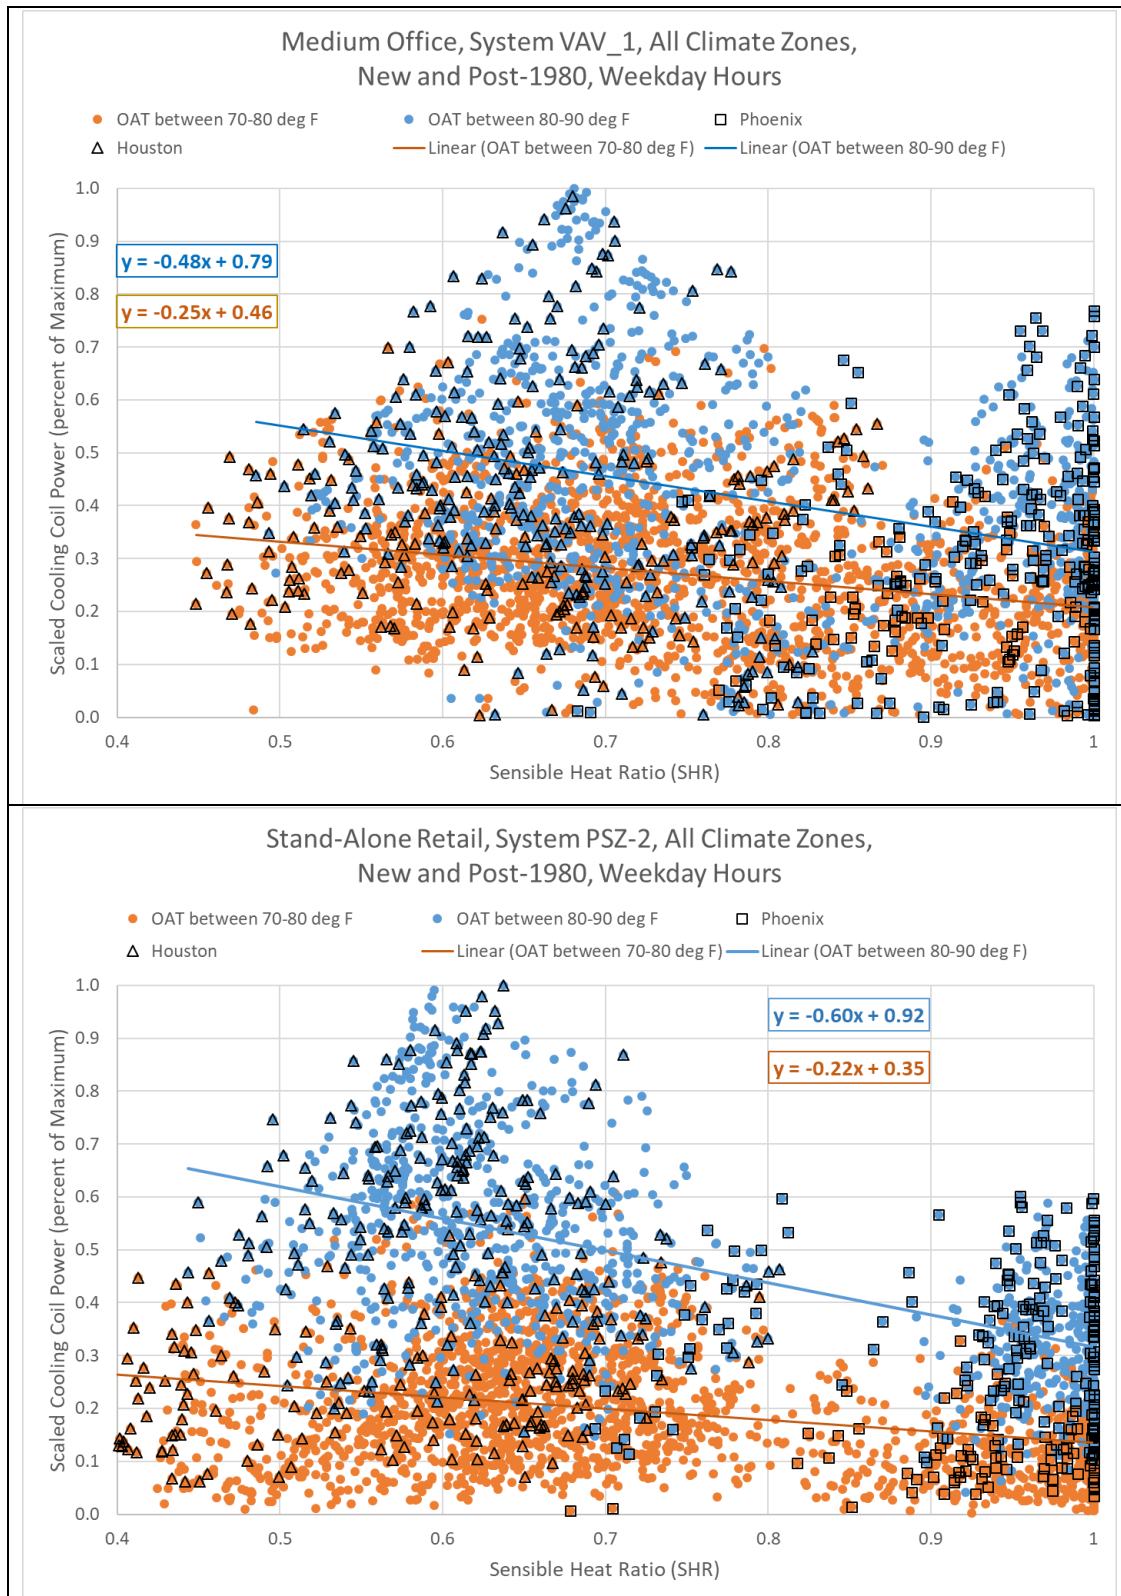 Medium Office, System VAV_1, All Climate Zones,
New and Post-1980, Weekday Hours
OAT between 70-80 deg F
OAT between 80-90 deg F
Phoenix
Houston
Linear (OAT between 70-80 deg F)
Linear (OAT between 80-90 deg F)
Scaled Cooling Coil Power (percent of Maximum)
1.0
0.9
0.8
0.7
0.6
0.5
0.4
0.3
0.2
0.1
0.0
y = -0.48x + 0.79
y = -0.25x + 0.46
0.4 0.5 0.6 0.7 0.8 0.9 1
Sensible Heat Ratio (SHR)
Stand-Alone Retail, System PSZ-2, All Climate Zones,
New and Post-1980, Weekday Hours
OAT between 70-80 deg F
OAT between 80-90 deg F
Phoenix
Houston
Linear (OAT between 70-80 deg F)
Linear (OAT between 80-90 deg F)
Scaled Cooling Coil Power (percent of Maximum)
1.0
0.9
0.8
0.7
0.6
0.5
0.4
0.3
0.2
0.1
0.0
y = -0.60x + 0.92
y = -0.22x + 0.35
0.4 0.5 0.6 0.7 0.8 0.9 1
Sensible Heat Ratio (SHR)